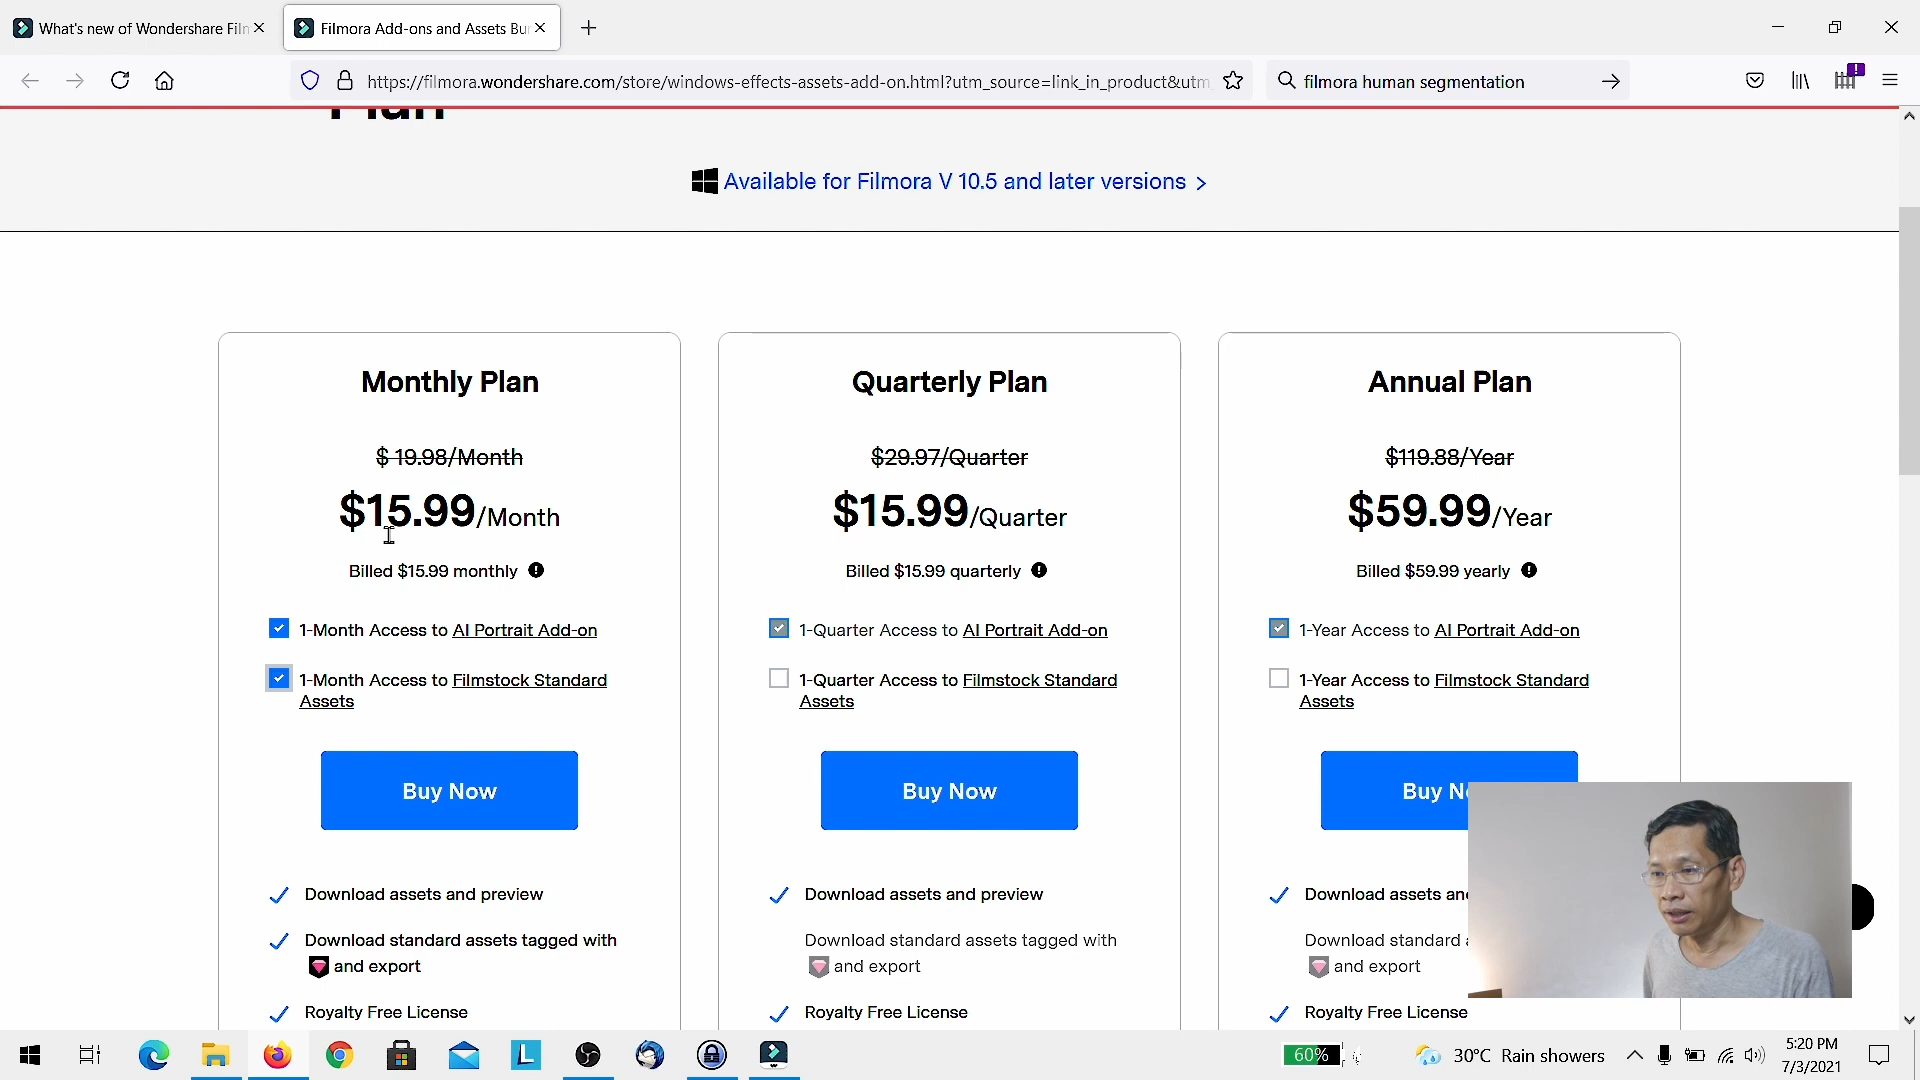 What's new of Wondershare Film
Filmora Add-ons and Assets Bu
https://filmora.wondershare.com/store/windows-effects-assets-add-on.html?utm_source=link_in_product&utm_
filmora human segmentation
Plan
Available for Filmora V 10.5 and later versions >
Monthly Plan
$ 19.98/Month
$15.99/Month
Billed $15.99 monthly
1-Month Access to AI Portrait Add-on
1-Month Access to Filmstock Standard
Assets
Buy Now
Download assets and preview
Download standard assets tagged with
and export
Royalty Free License
Quarterly Plan
$29.97/Quarter
$15.99/Quarter
Billed $15.99 quarterly
1-Quarter Access to AI Portrait Add-on
1-Quarter Access to Filmstock Standard
Assets
Buy Now
Download assets and preview
Download standard assets tagged with
and export
Royalty Free License
Annual Plan
$119.88/Year
$59.99/Year
Billed $59.99 yearly
1-Year Access to AI Portrait Add-on
1-Year Access to Filmstock Standard
Assets
Buy N
Download assets an
Download standard
and export
Royalty Free License
60%
30°C Rain showers
5:20 PM
7/3/2021